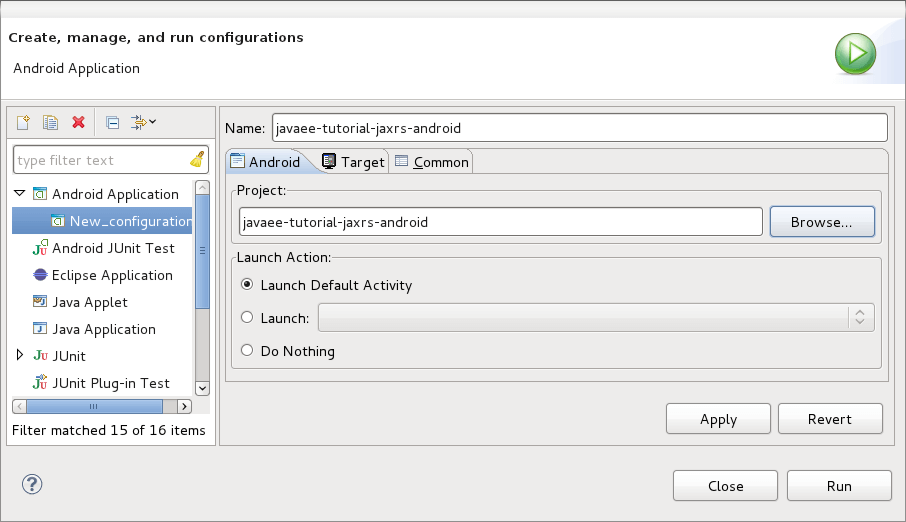 Create, manage, and run configurations
Android Application
type filter text
Android Application
New_configuration
Android JUnit Test
Eclipse Application
Java Applet
Java Application
JUnit
JUnit Plug-in Test
Filter matched 15 of 16 items
Name: javaee-tutorial-jaxrs-android
Android Target Common
Project:
javaee-tutorial-jaxrs-android Browse...
Launch Action:
Launch Default Activity
Launch:
Do Nothing
Apply Revert
Close Run